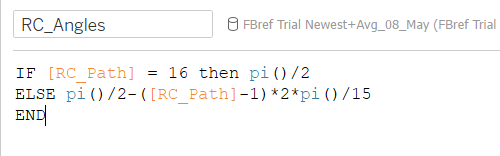 RC_Angles
FBref Trial Newest+Avg_08_May (FBref Trial
IF [RC_Path] = 16 then pi()/2
ELSE pi()/2-([RC_Path]-1)*2*pi()/15
END